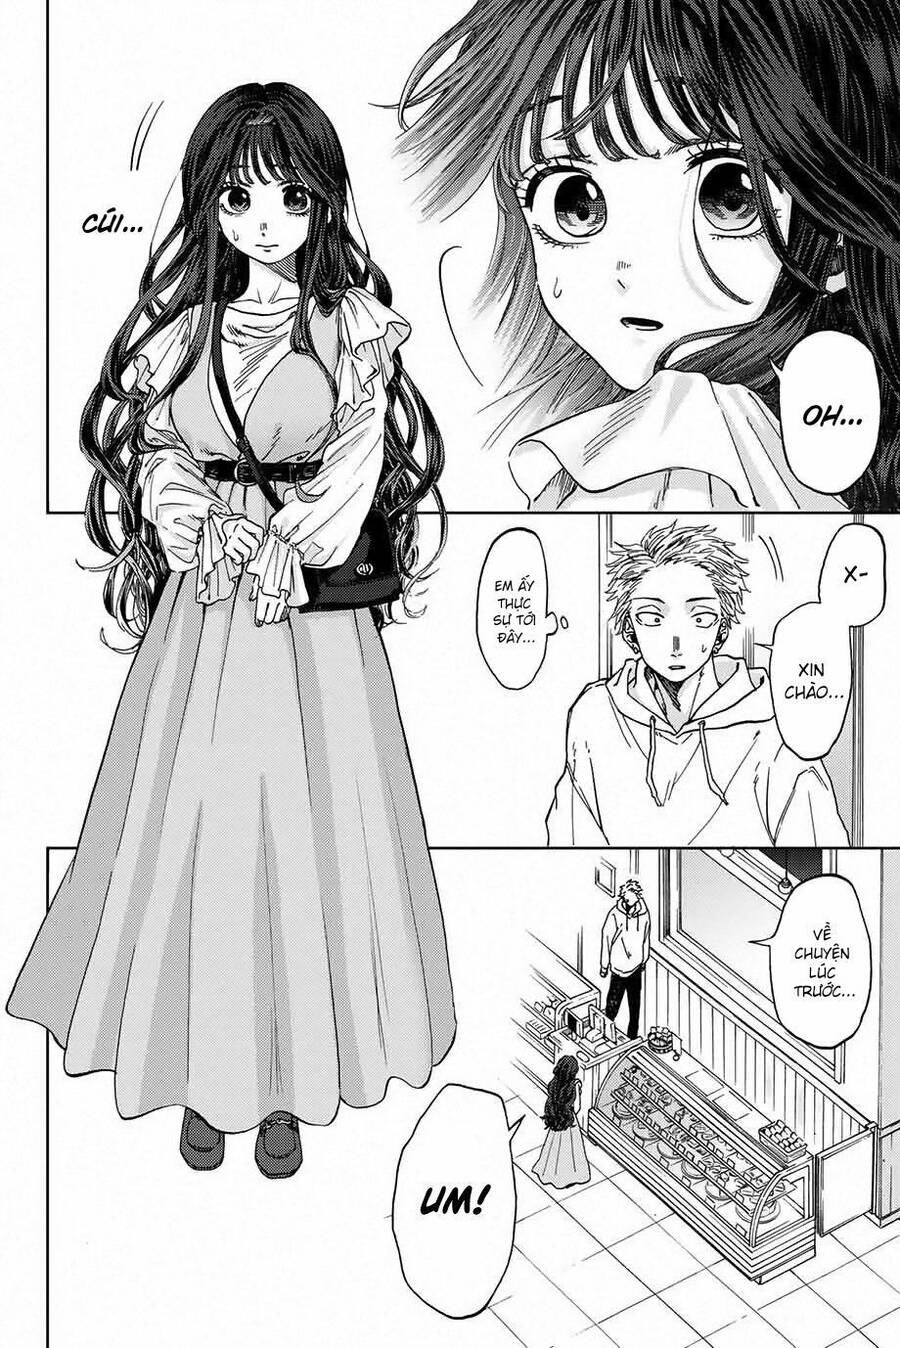 OH...
CÚI...
X-
XIN
CHÀO...
EM ẤY
THỰC
SỰ TỚI
ĐÂY...
VỀ
CHUYỆN
LÚC
TRƯỚC...
UM!